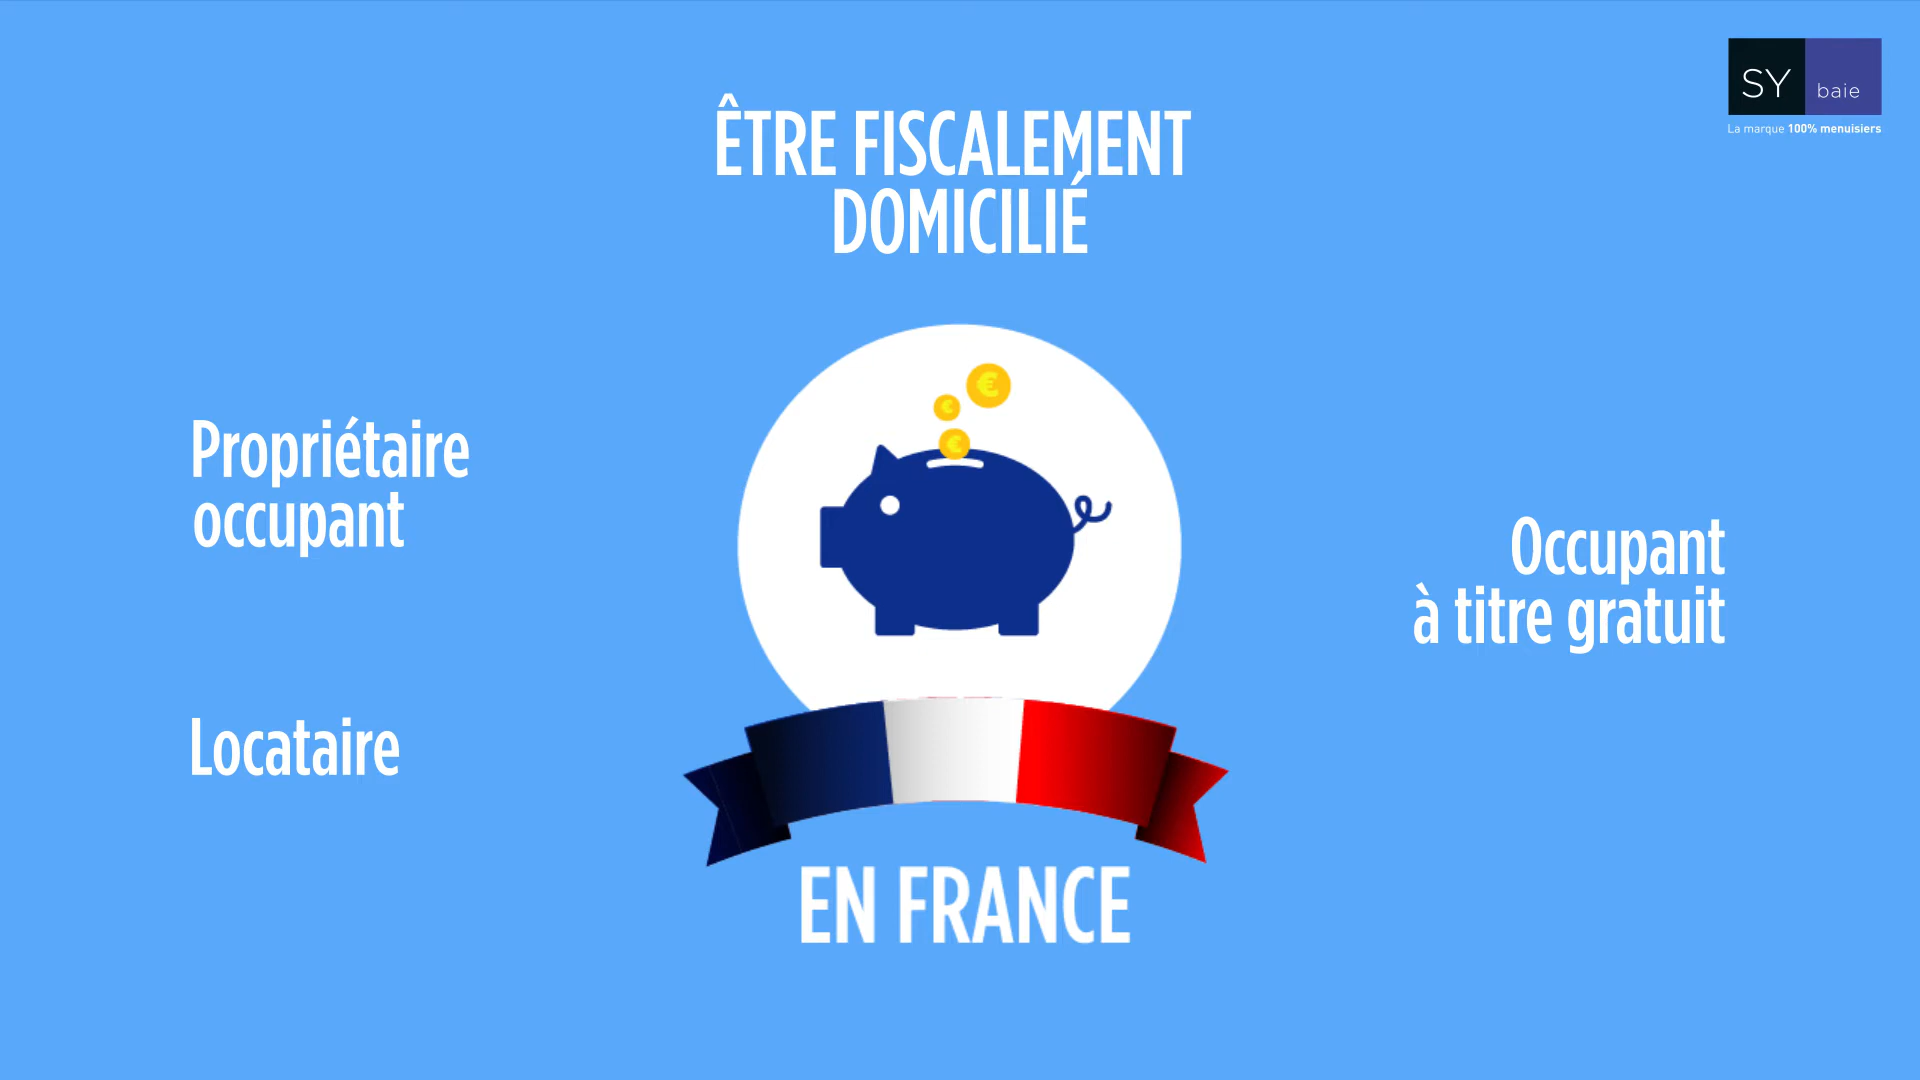 SY baie
La marque 100% menuisiers
ÊTRE FISCALEMENT
DOMICILIÉ
€
€
€
Propriétaire
occupant
Occupant
à titre gratuit
Locataire
EN FRANCE